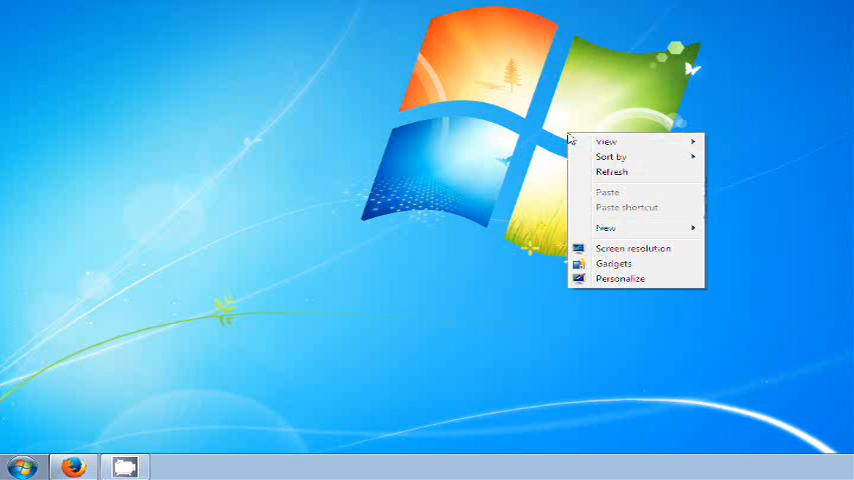 View
Sort by
Refresh
Paste
Paste shortcut
New
Screen resolution
Gadgets
Personalize